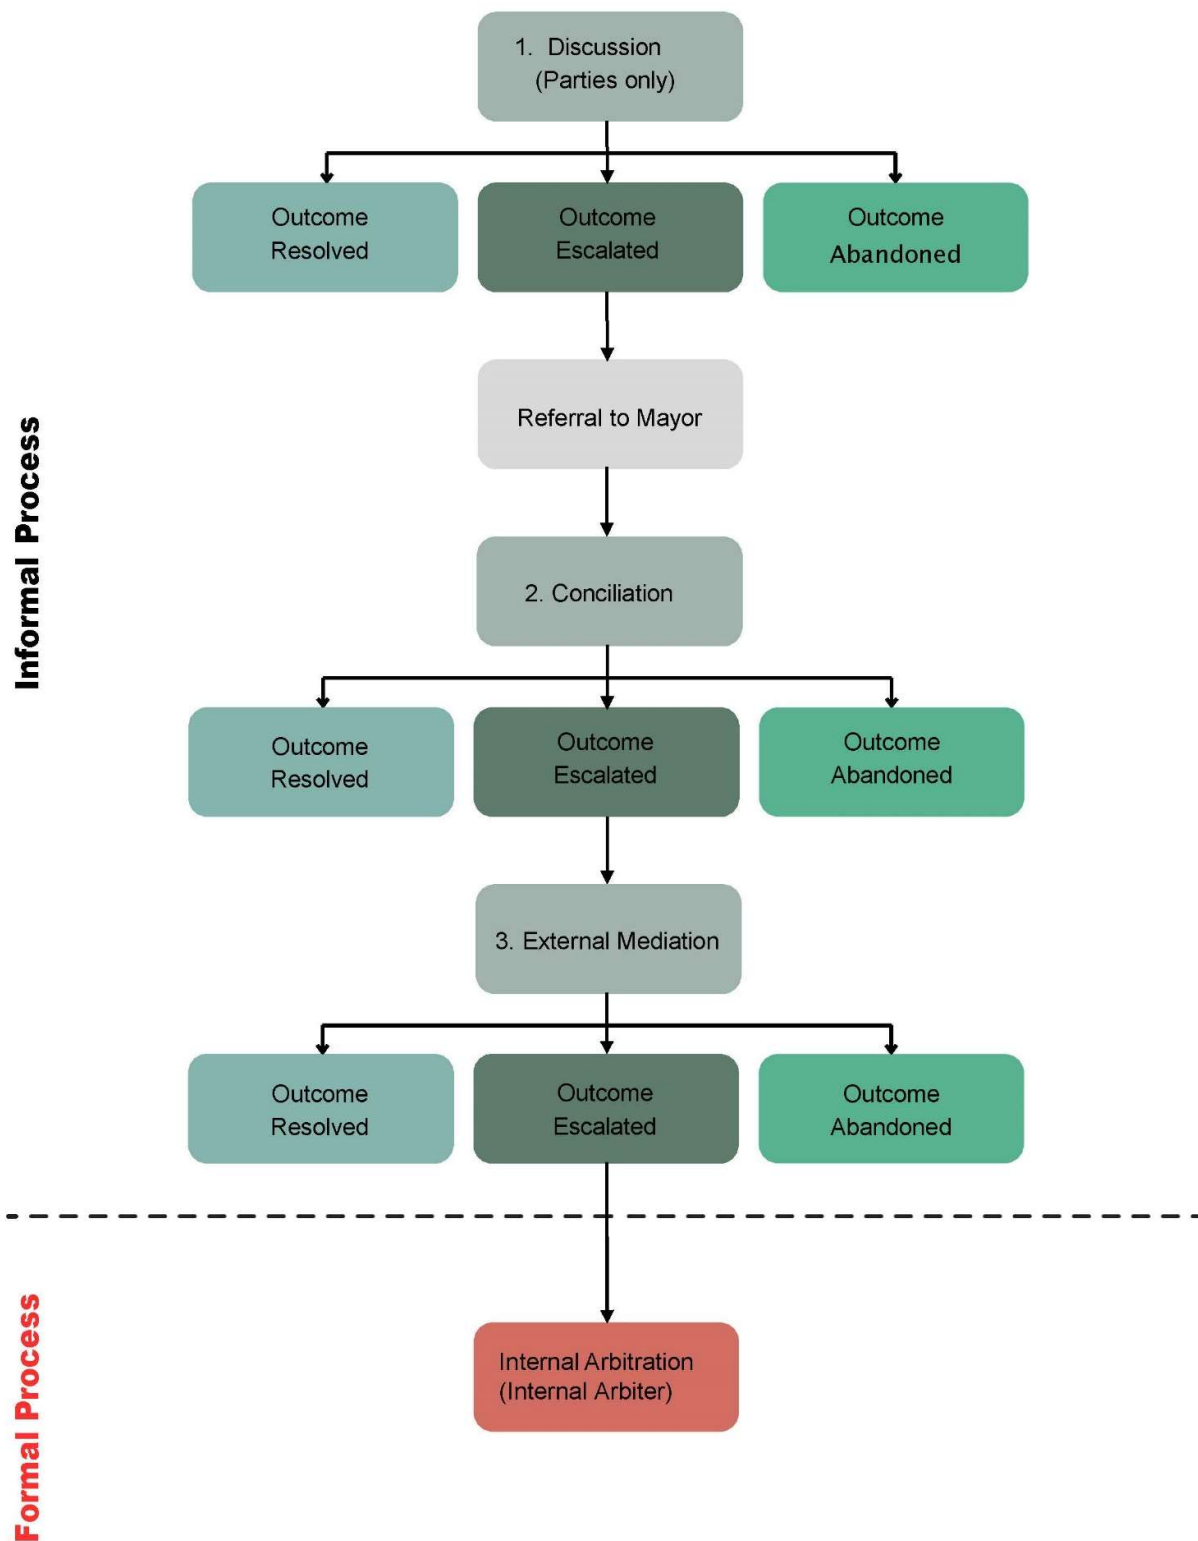 1. Discussion
(Parties only)
Outcome
Resolved
Outcome
Escalated
Outcome
Abandoned
Referral to Mayor
Informal Process
2. Conciliation
Outcome
Resolved
Outcome
Escalated
Outcome
Abandoned
3. External Mediation
Outcome
Resolved
Outcome
Escalated
Outcome
Abandoned
Formal Process
Internal Arbitration
(Internal Arbiter)